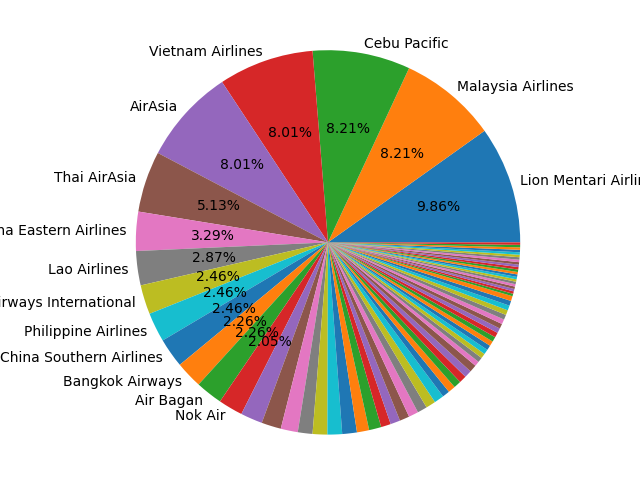 Cebu Pacific
Vietnam Airlines
Malaysia Airlines
AirAsia
8.21%
8.01%
8.21%
8.01%
Thai AirAsia
Lion Mentari Airlin
5.13%
9.86%
na Eastern Airlines
3.29%
2.87%
Lao Airlines
2.46%
2.46%
irways International
2.46%
2.26%
Philippine Airlines
2.26%
2.05%
China Southern Airlines
Bangkok Airways
Air Bagan
Nok Air